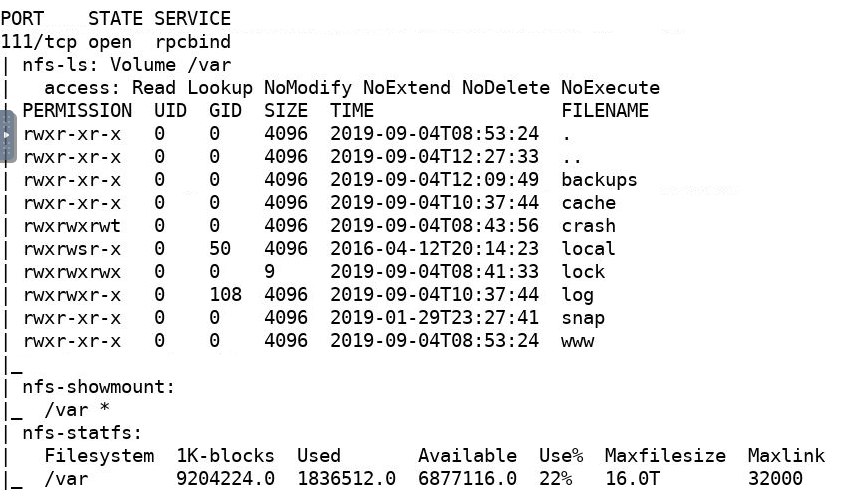 PORT    STATE SERVICE
111/tcp open  rpcbind
| nfs-ls: Volume /var
|   access: Read Lookup NoModify NoExtend NoDelete NoExecute
| PERMISSION  UID  GID  SIZE  TIME                 FILENAME
| rwxr-xr-x   0    0    4096  2019-09-04T08:53:24  .
| rwxr-xr-x   0    0    4096  2019-09-04T12:27:33  ..
| rwxr-xr-x   0    0    4096  2019-09-04T12:09:49  backups
| rwxr-xr-x   0    0    4096  2019-09-04T10:37:44  cache
| rwxrwxrwt   0    0    4096  2019-09-04T08:43:56  crash
| rwxrwsr-x   0    50   4096  2016-04-12T20:14:23  local
| rwxrwxrwx   0    0    9     2019-09-04T08:41:33  lock
| rwxrwxr-x   0    108  4096  2019-09-04T10:37:44  log
| rwxr-xr-x   0    0    4096  2019-01-29T23:27:41  snap
| rwxr-xr-x   0    0    4096  2019-09-04T08:53:24  www
|_
| nfs-showmount:
|_  /var *
| nfs-statfs:
|   Filesystem  1K-blocks  Used       Available  Use%  Maxfilesize  Maxlink
|_  /var        9204224.0  1836512.0  6877116.0  22%   16.0T        32000